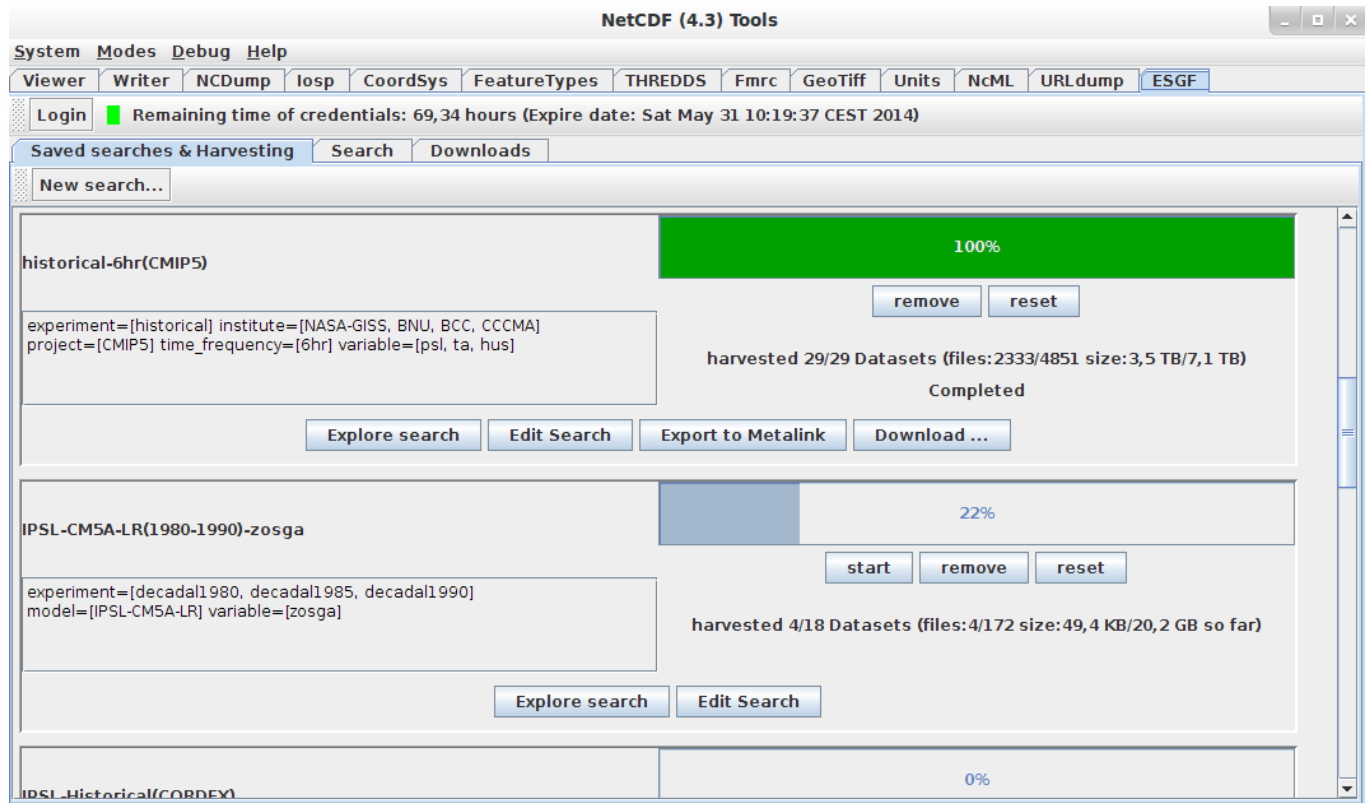 NetCDF (4.3) Tools
System Modes Debug Help
Viewer Writer NCDump Iosp CoordSys FeatureTypes THREDDS Fmrc GeoTiff Units NcML URLdump ESGF
Login Remaining time of credentials: 69,34 hours (Expire date: Sat May 31 10:19:37 CEST 2014)
Saved searches & Harvesting Search Downloads
New search...
historical-6hr(CMIP5)
100%
remove reset
experiment=[historical] institute=[NASA-GISS, BNU, BCC, CCCMA]
project=[CMIP5] time_frequency=[6hr] variable=[psl, ta, hus]
harvested 29/29 Datasets (files:2333/4851 size:3,5 TB/7,1 TB)
Completed
Explore search Edit Search Export to Metalink Download ...
IPSL-CM5A-LR(1980-1990)-zosga
22%
start remove reset
experiment=[decadal1980, decadal1985, decadal1990]
model=[IPSL-CM5A-LR] variable=[zosga]
harvested 4/18 Datasets (files:4/172 size:49,4 KB/20,2 GB so far)
Explore search Edit Search
0%
IPSL-Historical(CORDEX)